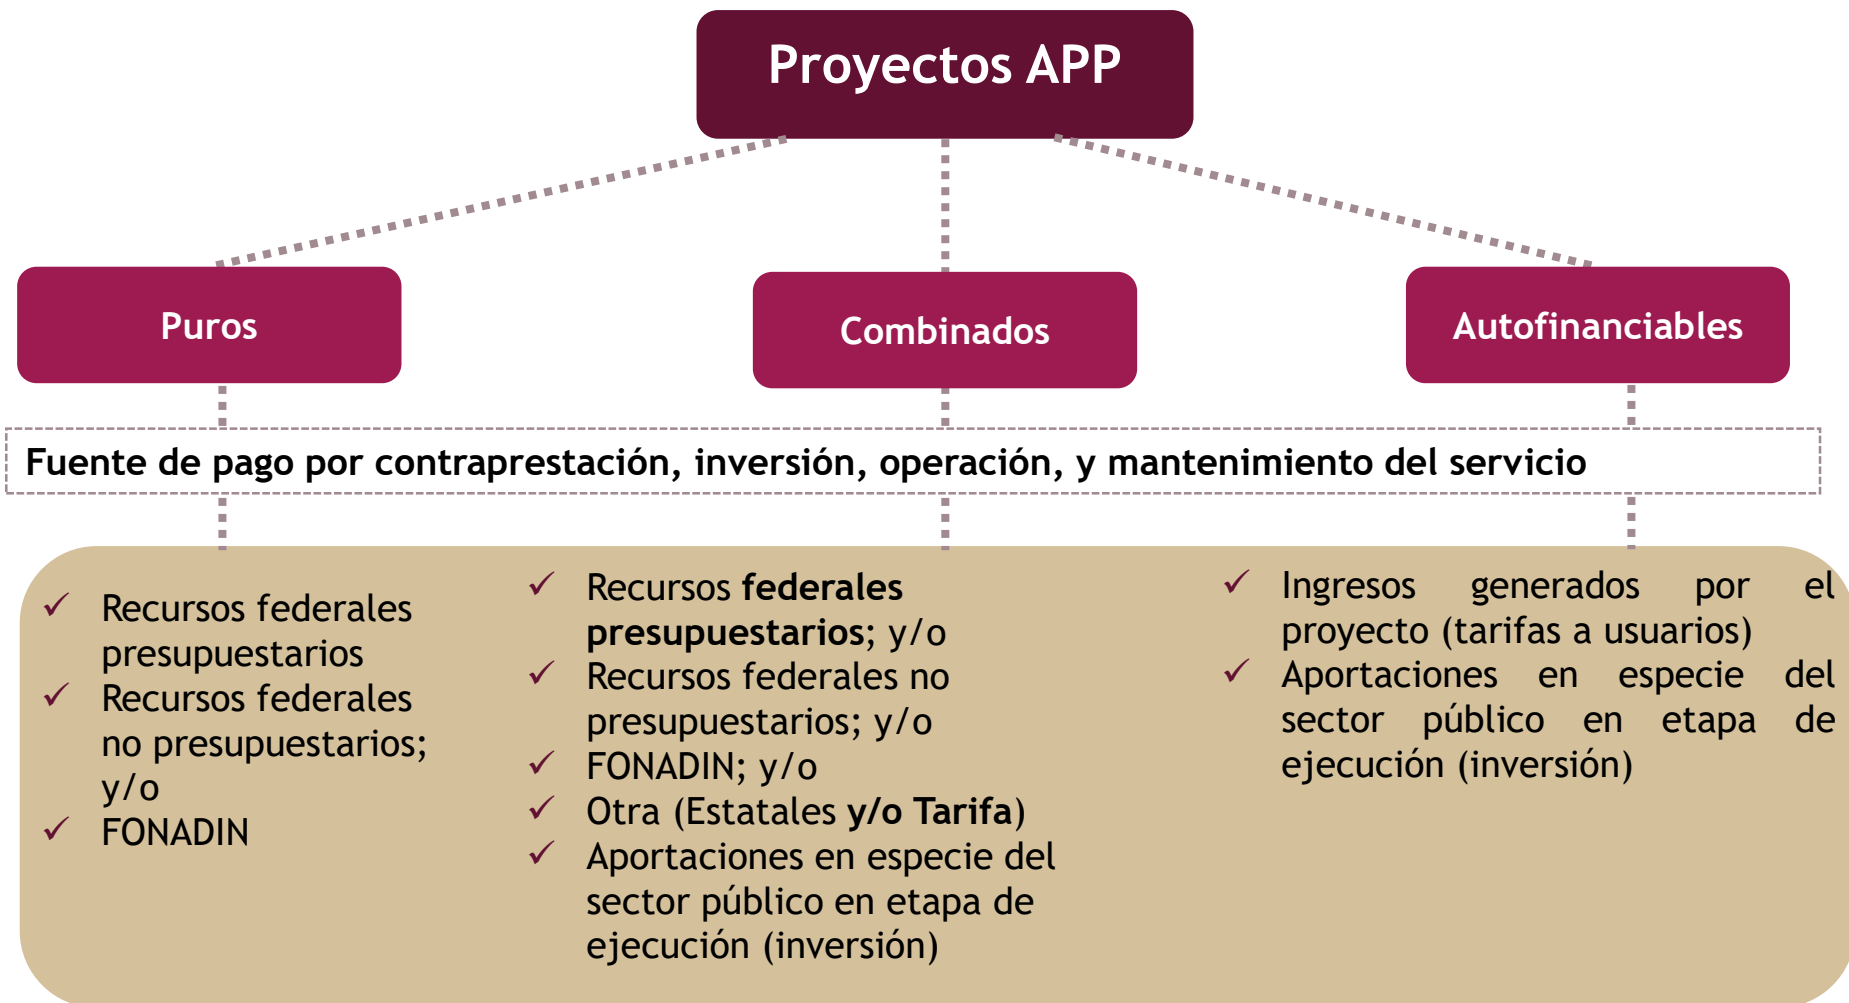 Proyectos APP
Puros
Combinados
Autofinanciables
Fuente de pago por contraprestación, inversión, operación, y mantenimiento del servicio
✓ Recursos federales
presupuestarios
✓ Recursos federales
no presupuestarios;
y/o
✓ FONADIN
✓ Recursos federales
presupuestarios; y/o
✓ Recursos federales no
presupuestarios; y/o
✓ FONADIN; y/o
✓ Otra (Estatales y/o Tarifa)
✓ Aportaciones en especie del
sector público en etapa de
ejecución (inversión)
✓ Ingresos generados por el
proyecto (tarifas a usuarios)
✓ Aportaciones en especie del
sector público en etapa de
ejecución (inversión)